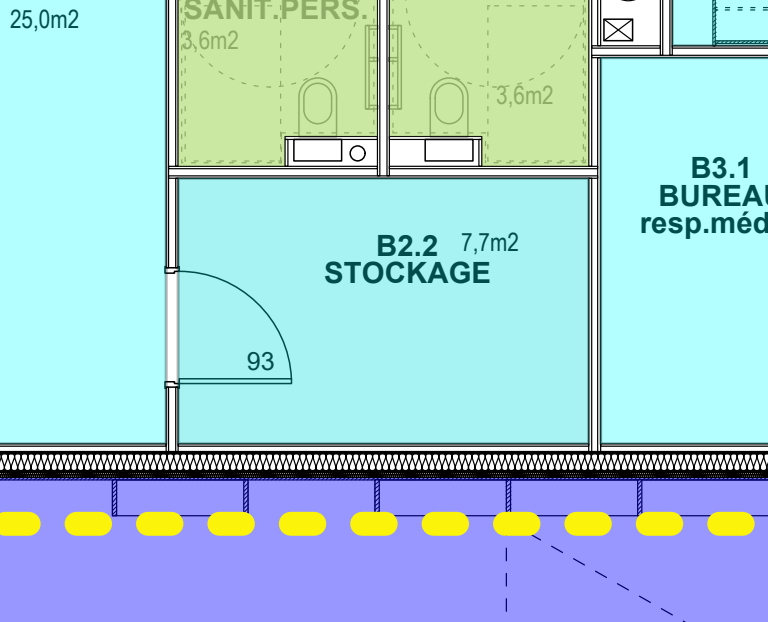 25,0m2
SANIT.PERS.
3,6m2
3,6m2
B3.1
BUREAU
resp.méd
B2.2 7,7m2
STOCKAGE
93